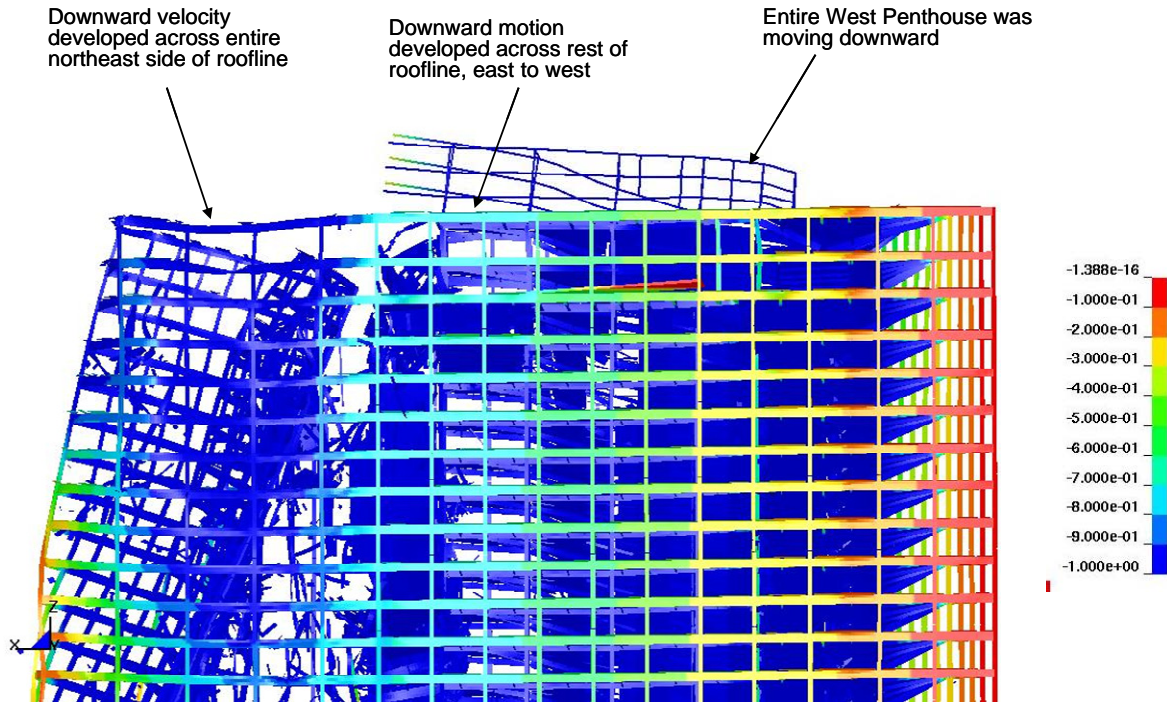 Downward velocity
developed across entire
northeast side of roofline
Downward motion
developed across rest of
roofline, east to west
Entire West Penthouse was
moving downward
-1.388e-16
-1.000e-01
-2.000e-01
-3.000e-01
-4.000e-01
-5.000e-01
-6.000e-01
-7.000e-01
-8.000e-01
-9.000e-01
-1.000e+00
Z
X